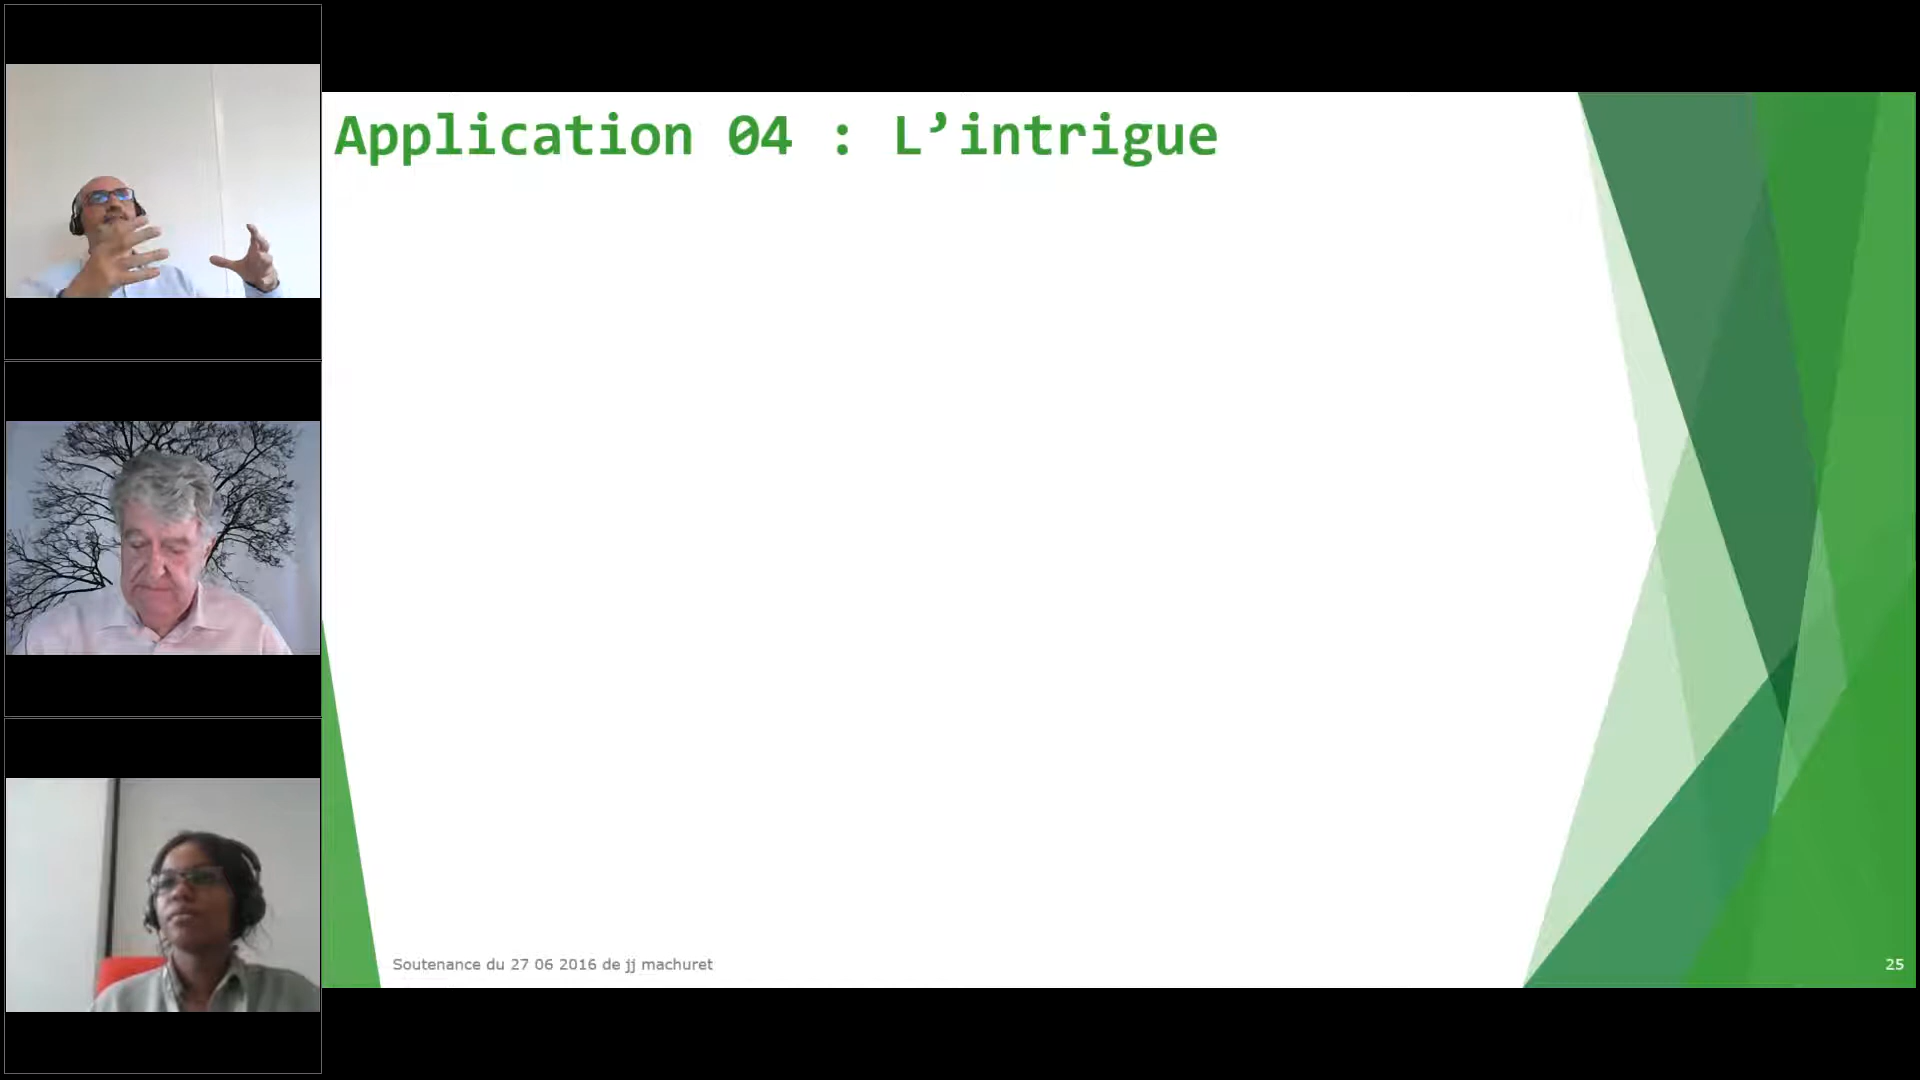 Application 04 : L’intrigue
Soutenance du 27 06 2016 de jj machuret
25